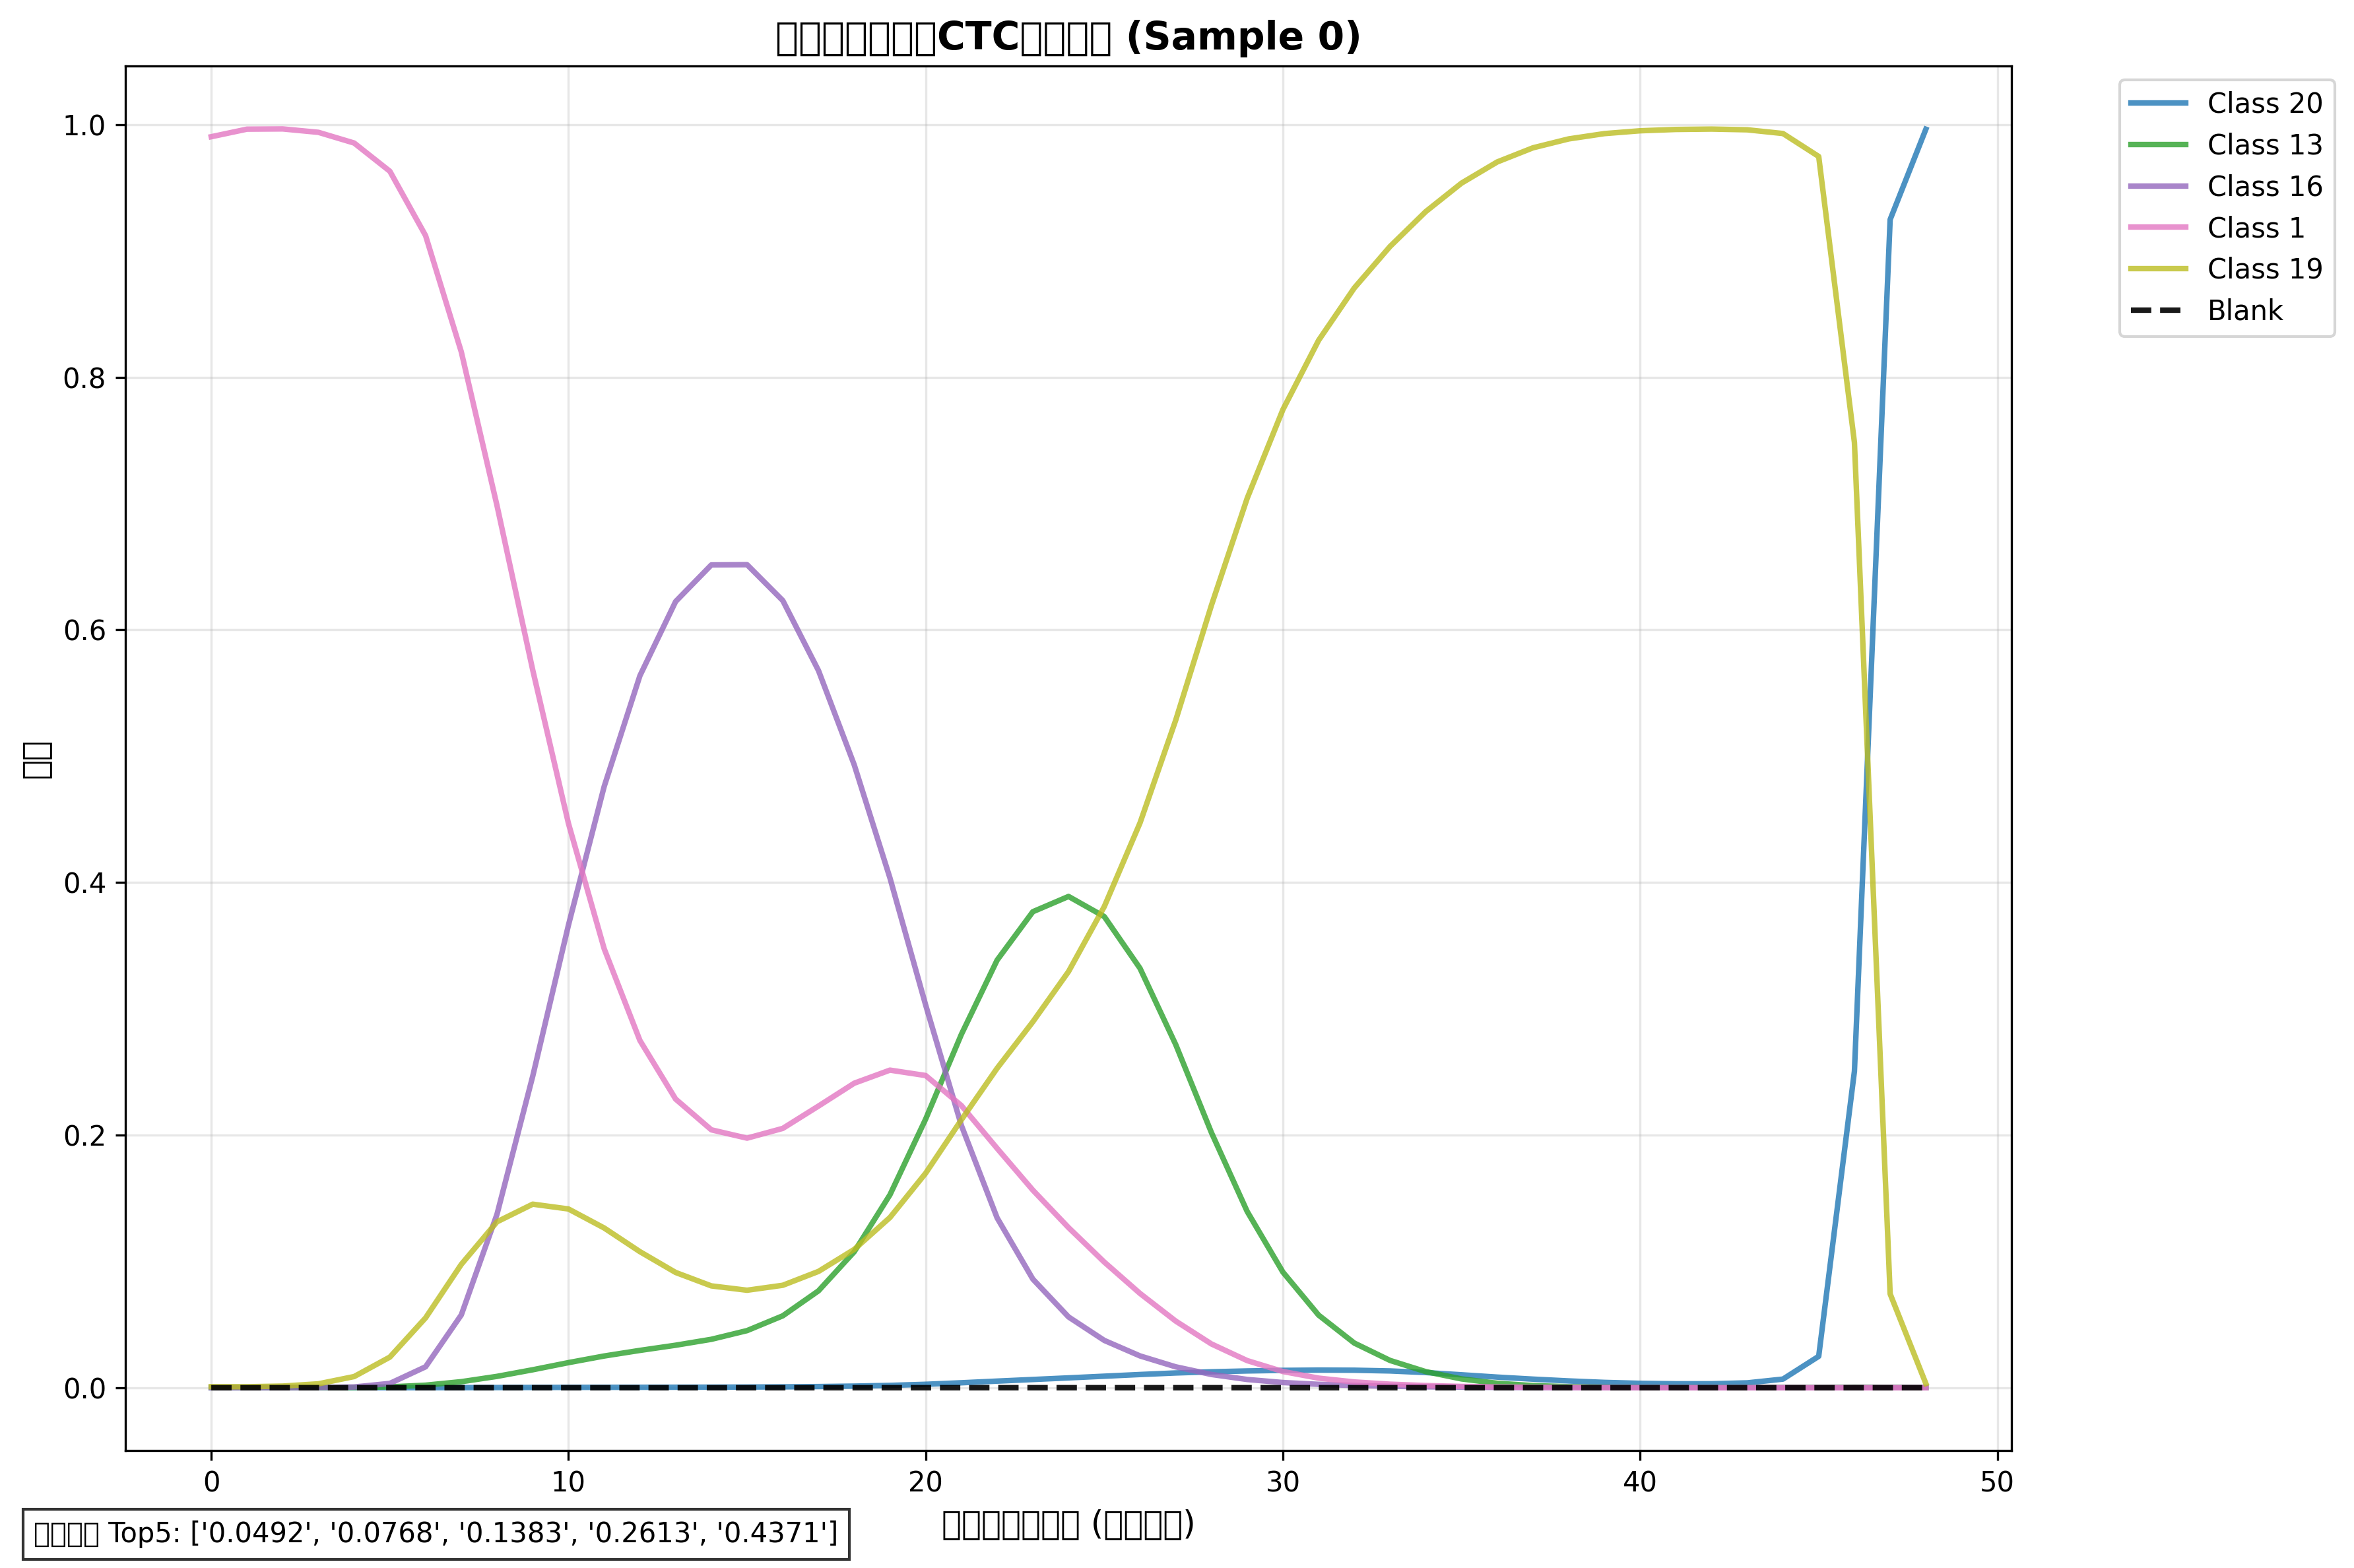 CTC (Sample 0)
1.0
0.8
0.6
0.4
0.2
0.0
0
10
20
30
40
50
Class 20
Class 13
Class 16
Class 1
Class 19
Blank
Top5: ['0.0492', '0.0768', '0.1383', '0.2613', '0.4371']